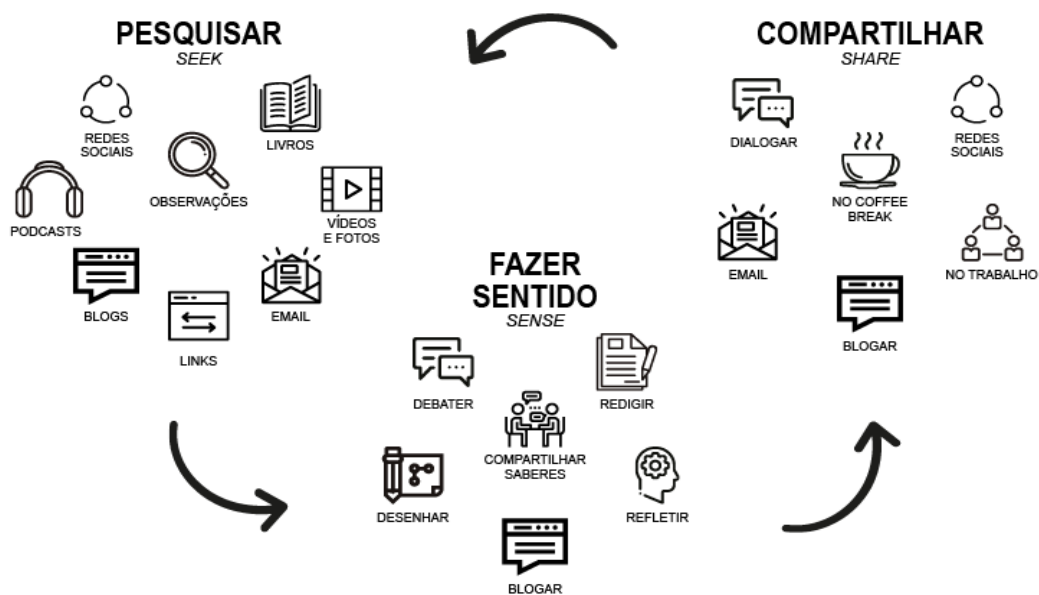 PESQUISAR
SEEK
REDES
SOCIAIS
LIVROS
OBSERVAÇÕES
PODCASTS
VÍDEOS
E FOTOS
BLOGS
EMAIL
LINKS
FAZER
SENTIDO
SENSE
DEBATER
REDIGIR
COMPARTILHAR
SABERES
DESENHAR
REFLETIR
BLOGAR
COMPARTILHAR
SHARE
DIALOGAR
REDES
SOCIAIS
NO COFFEE
BREAK
EMAIL
NO TRABALHO
BLOGAR